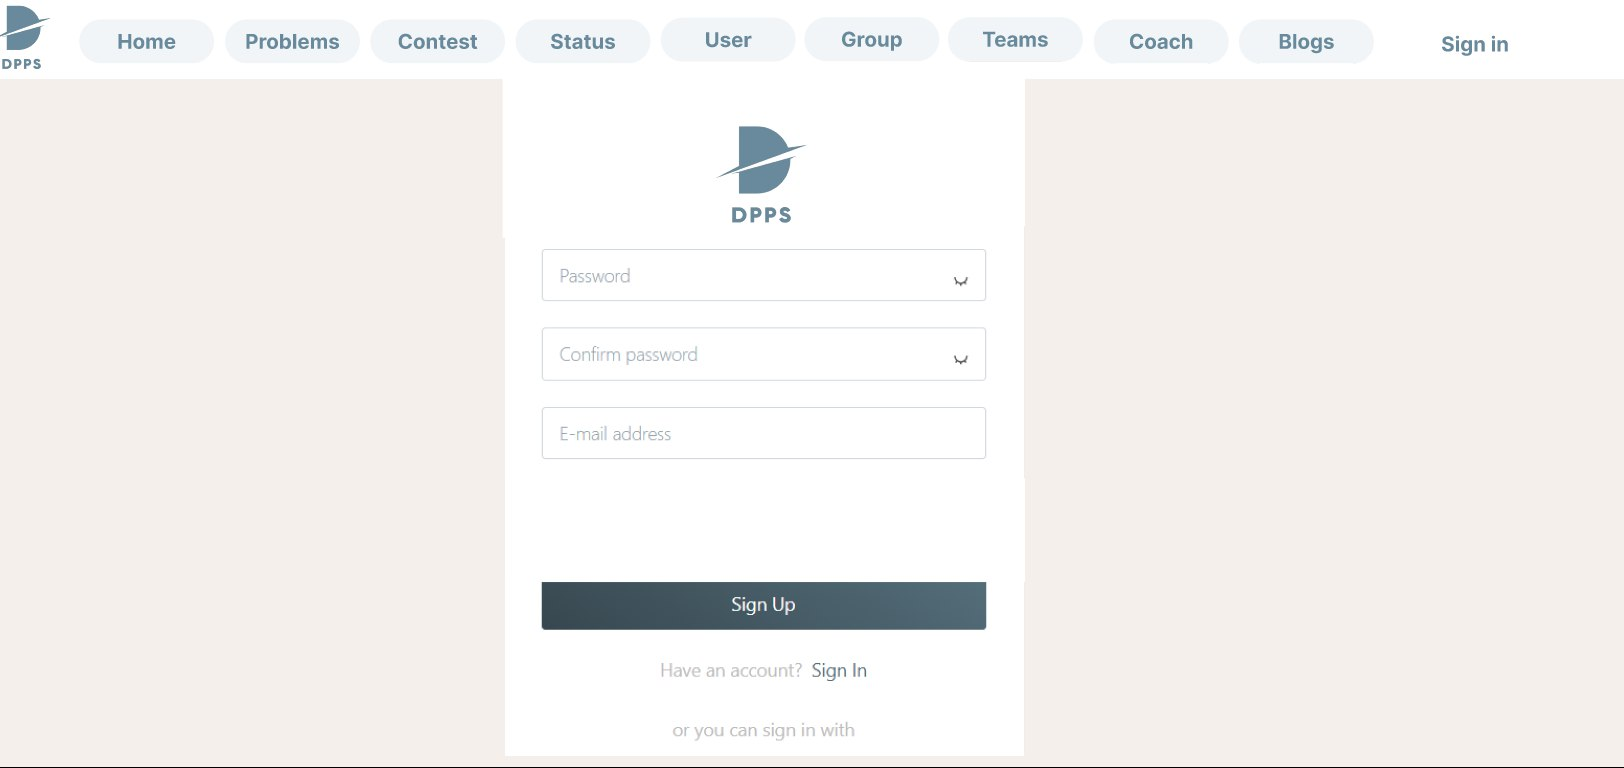 DPPS
Home Problems Contest Status User Group Teams Coach Blogs Sign in
DPPS
Password
Confirm password
E-mail address
Sign Up
Have an account? Sign In
or you can sign in with